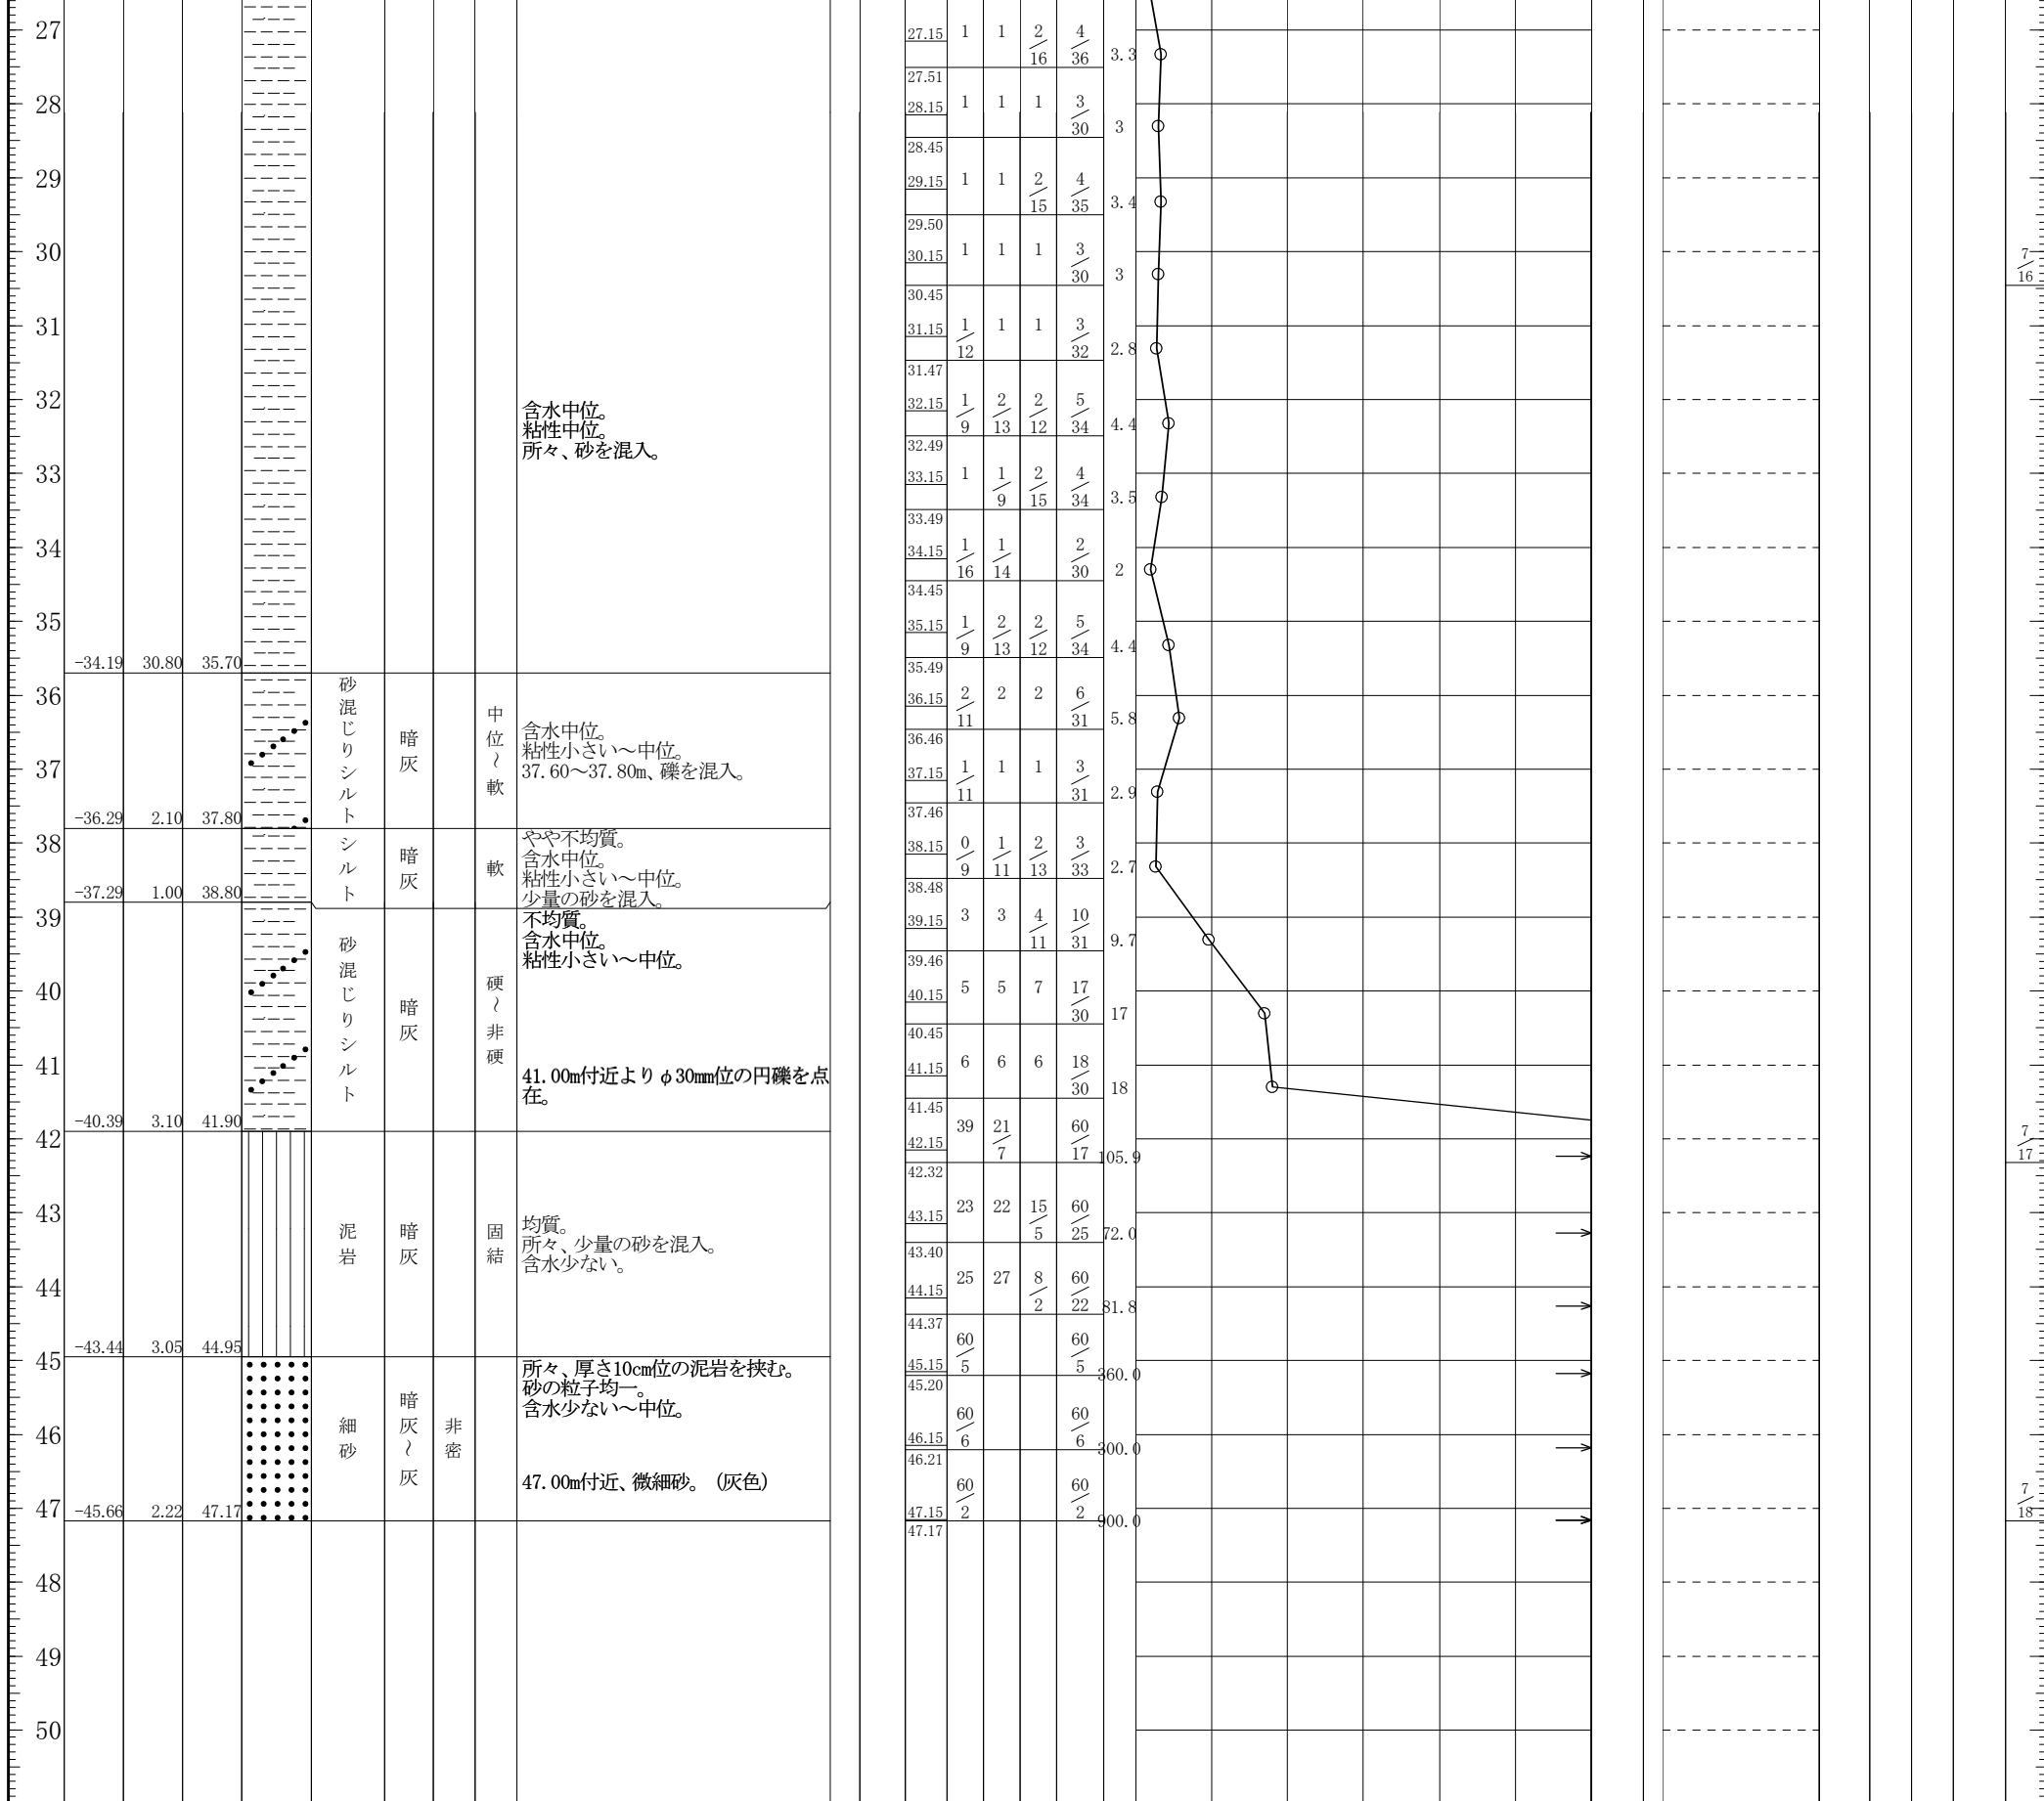 27
28
29
30
31
32
33
34
35
36
37
38
39
40
41
42
43
44
45
46
47
48
49
50
-34.19 30.80 35.70
含水中位。
粘性中位。
所々、砂を混入。
-36.29 2.10 37.80
砂混じりシルト
暗灰
中位～軟
含水中位。
粘性小さい～中位。
37.60～37.80m、礫を混入。
-37.29 1.00 38.80
シルト
暗灰
軟
やや不均質。
含水中位。
粘性小さい～中位。
少量の砂を混入。
-40.39 3.10 41.90
砂混じりシルト
暗灰
硬～非硬
不均質。
含水中位。
粘性小さい～中位。
41.00m付近よりφ30mm位の円礫を点
在。
-43.44 3.05 44.95
泥岩
暗灰
固結
均質。
所々、少量の砂を混入。
含水少ない。
-45.66 2.22 47.17
細砂
暗灰～灰
非密
所々、厚さ10cm位の泥岩を挟む。
砂の粒子均一。
含水少ない～中位。
47.00m付近、微細砂。（灰色）
27.15 1 1 2/16 4/36 3.3
27.51
28.15 1 1 1 3/30 3
28.45
29.15 1 1 2/15 4/35 3.4
29.50
30.15 1 1 1 3/30 3
30.45
31.15 1/12 1 1 3/32 2.8
31.47
32.15 1/9 2/13 2/12 5/34 4.4
32.49
33.15 1 1/9 2/15 4/34 3.5
33.49
34.15 1/16 1/14 2/30 2
34.45
35.15 1/9 2/13 2/12 5/34 4.4
35.49
36.15 2/11 2 2 6/31 5.8
36.46
37.15 1/11 1 1 3/31 2.9
37.46
38.15 0/9 1/11 2/13 3/33 2.7
38.48
39.15 3 3 4/11 10/31 9.7
39.46
40.15 5 5 7 17/30 17
40.45
41.15 6 6 6 18/30 18
41.45
42.15 39 21/7 60/17 105.9
42.32
43.15 23 22 15/5 60/25 72.0
43.40
44.15 25 27 8/2 60/22 81.8
44.37
45.15 60/5 60/5 360.0
45.20
46.15 60/6 60/6 300.0
46.21
47.15 60/2 60/2 900.0
47.17
7/16
7/17
7/18